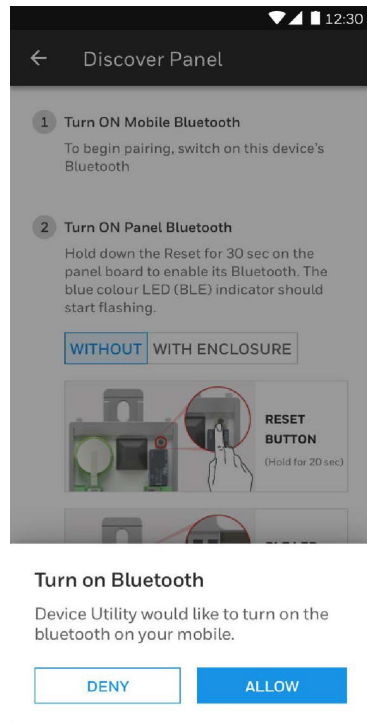 12:30
Discover Panel
1 Turn ON Mobile Bluetooth
To begin pairing, switch on this device's
Bluetooth
2 Turn ON Panel Bluetooth
Hold down the Reset for 30 sec on the
panel board to enable its Bluetooth. The
blue colour LED (BLE) indicator should
start flashing.
WITHOUT WITH ENCLOSURE
RESET
BUTTON
(Hold for 20 sec)
Turn on Bluetooth
Device Utility would like to turn on the
bluetooth on your mobile.
DENY ALLOW